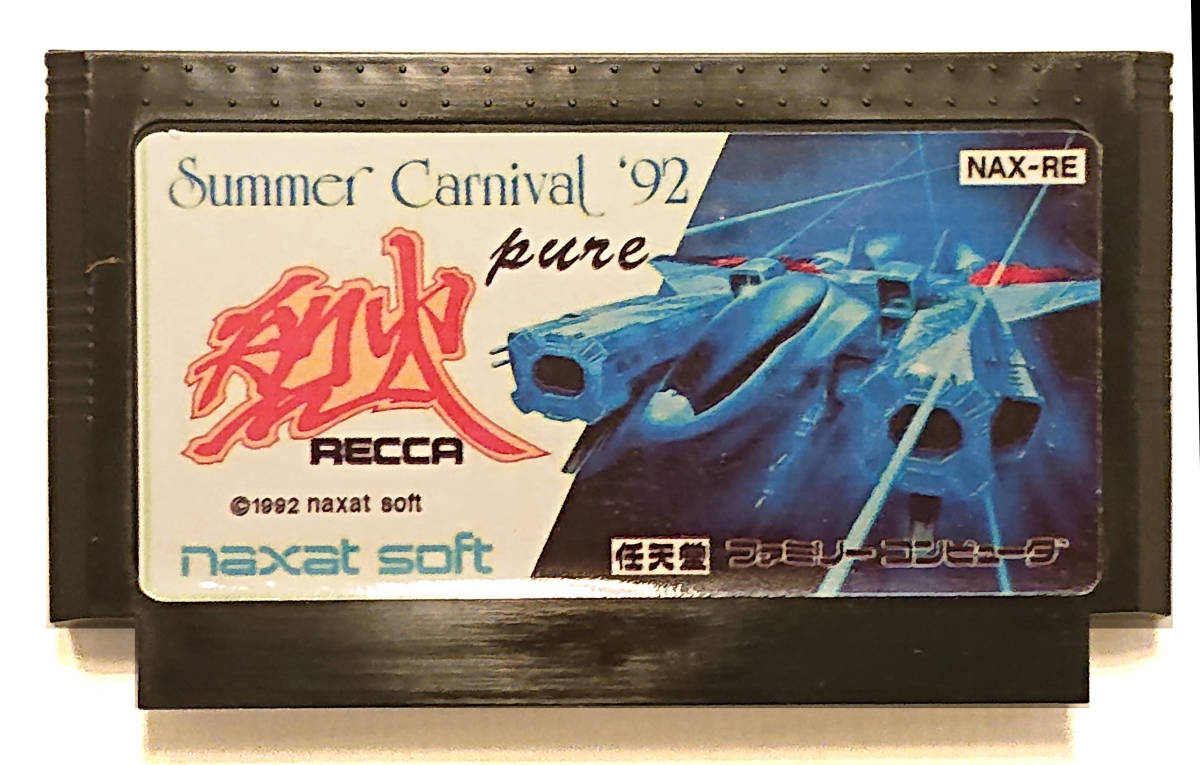 Summer Carnival '92
NAX-RE
pure
烈火
RECCA
©1992 naxat soft
naxat soft
任天堂 ファミリーコンピュータ